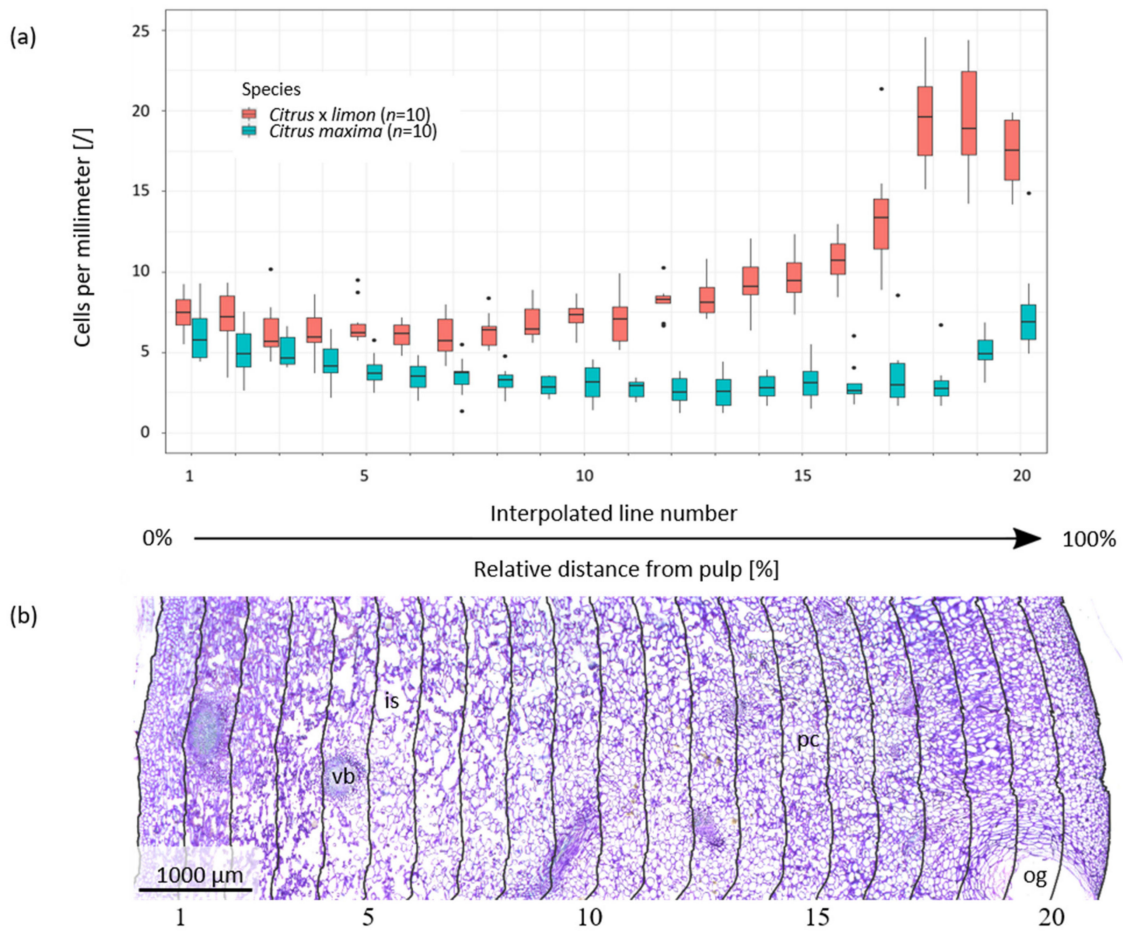 (a)
25
20
15
10
5
0
Cells per millimeter [/]
Species
Citrus x limon (n=10)
Citrus maxima (n=10)
1 5 10 15 20
Interpolated line number
0% 100%
Relative distance from pulp [%]
(b)
is
pc
vb
og
1000 µm
1 5 10 15 20